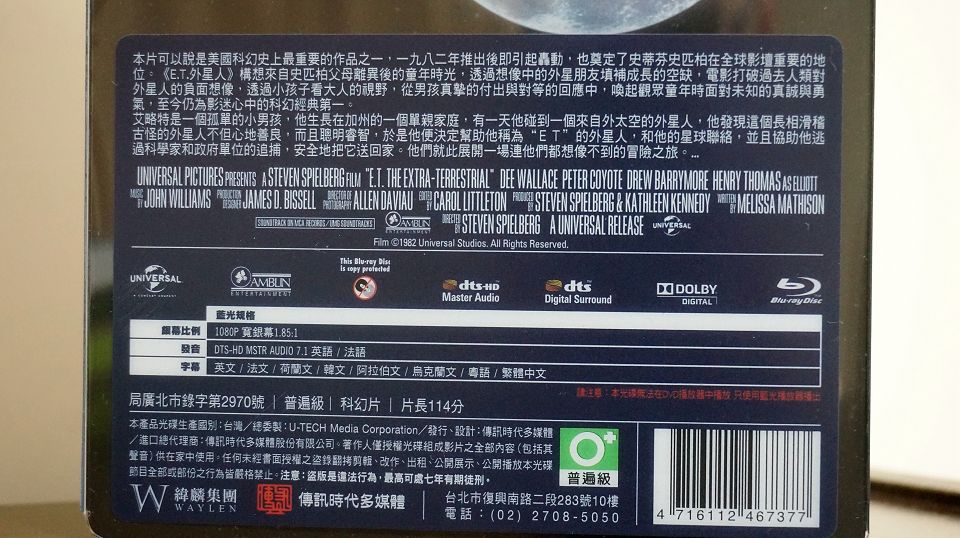 本片可以說是美國科幻史上最重要的作品之一，一九八二年推出後即引起轟動，也奠定了史蒂芬史匹柏在全球影壇重要的地
位。《E.T.外星人》構想來自史匹柏父母離異後的童年時光，透過想像中的外星朋友填補成長的空缺，電影打破過去人類對
外星人的負面想像，透過小孩子看大人的視野，從男孩真摯的付出與對等的回應中，喚起觀眾童年時面對未知的真誠與勇
氣，至今仍為影迷心中的科幻經典第一。
艾略特是一個孤單的小男孩，他生長在加州的一個單親家庭，有一天他碰到一個來自外太空的外星人，他發現這個長相滑稽
古怪的外星人不但心地善良，而且聰明睿智，於是他便決定幫助他稱為“ET”的外星人，和他的星球聯絡，並且協助他逃
過科學家和政府單位的追捕，安全地把它送回家。他們就此展開一場連他們都想像不到的冒險之旅。...
UNIVERSAL PICTURES PRESENTS A STEVEN SPIELBERG FILM "E.T. THE EXTRA-TERRESTRIAL" DEE WALLACE PETER COYOTE DREW BARRYMORE HENRY THOMAS AS ELLIOTT
MUSIC BY JOHN WILLIAMS PRODUCTION DESIGNER JAMES D. BISSELL DIRECTOR OF PHOTOGRAPHY ALLEN DAVIAU EDITED BY CAROL LITTLETON PRODUCED BY STEVEN SPIELBERG & KATHLEEN KENNEDY WRITTEN BY MELISSA MATHISON
SOUNDTRACK ON MCA RECORDS/UMG SOUNDTRACKS AMBLIN ENTERTAINMENT DIRECTED BY STEVEN SPIELBERG A UNIVERSAL RELEASE UNIVERSAL
Film ©1982 Universal Studios. All Rights Reserved.
UNIVERSAL
AMBLIN
ENTERTAINMENT
This Blu-ray Disc
is copy protected
dts-HD
Master Audio
dts
Digital Surround
DOLBY
DIGITAL
Blu-ray Disc
藍光規格
銀幕比例 1080P 寬銀幕1.85:1
發音 DTS-HD MSTR AUDIO 7.1 英語 / 法語
字幕 英文 / 法文 / 荷蘭文 / 韓文 / 阿拉伯文 / 烏克蘭文 / 粵語 / 繁體中文
請注意：本光碟無法在DVD播放器中播放 只使用藍光播放器播出
局廣北市錄字第2970號｜普遍級｜科幻片｜片長114分
本產品光碟生產國別：台灣／總委製：U-TECH Media Corporation／發行、設計：傳訊時代多媒體
／進口總代理商：傳訊時代多媒體股份有限公司。著作人僅授權光碟組成影片之全部內容（包括其
聲音）供在家中使用。任何未經書面授權之盜錄翻拷剪輯、改作、出租、公開展示、公開播放本光碟
節目全部或部份之行為皆嚴格禁止。注意：盜版是違法行為，最高可處七年有期徒刑。
普遍級
W 緯麟集團
WAYLEN
傳訊時代多媒體
台北市復興南路二段283號10樓
電話：(02) 2708-5050
4 716112 467377